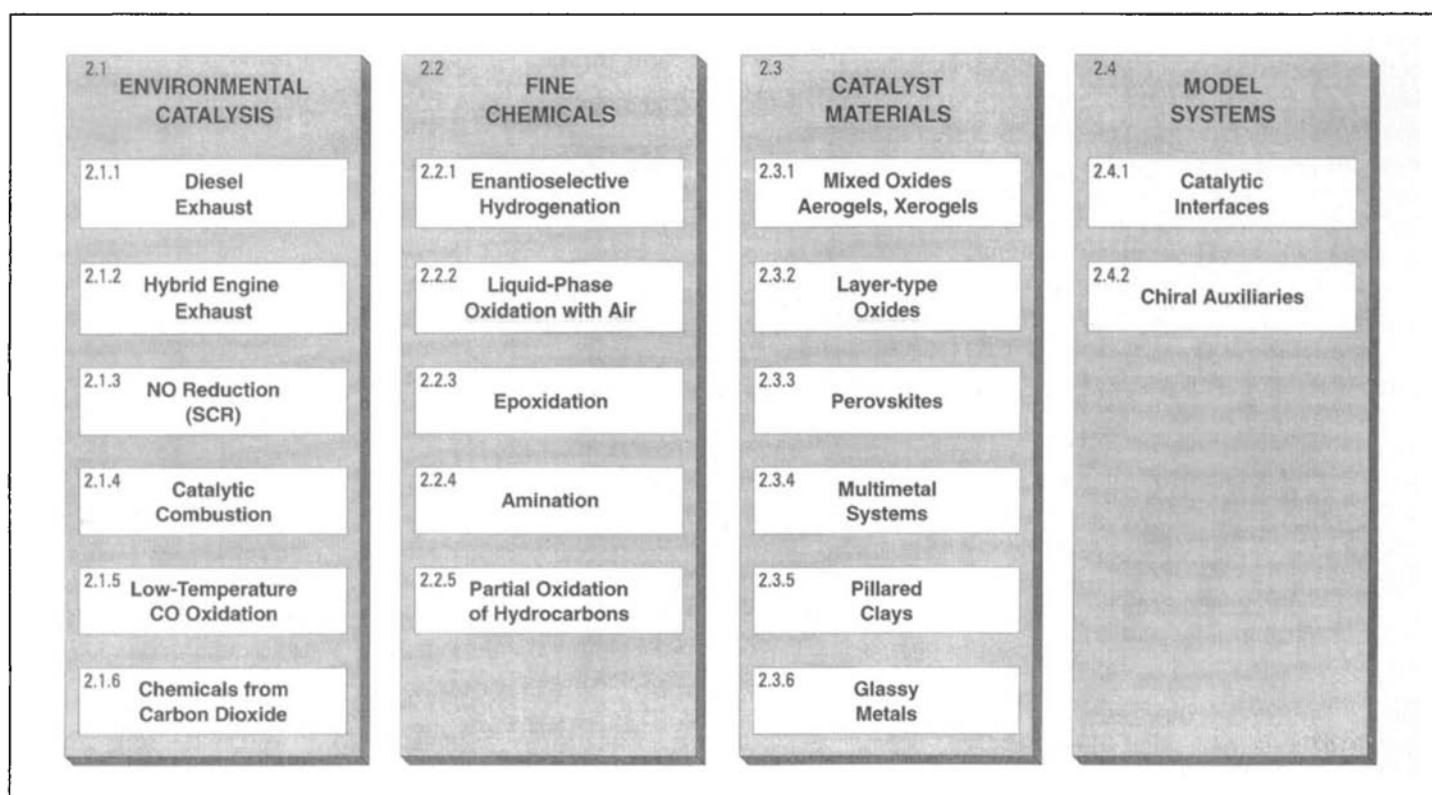 2.1
ENVIRONMENTAL
CATALYSIS
2.1.1
Diesel
Exhaust
2.1.2
Hybrid Engine
Exhaust
2.1.3
NO Reduction
(SCR)
2.1.4
Catalytic
Combustion
2.1.5
Low-Temperature
CO Oxidation
2.1.6
Chemicals from
Carbon Dioxide
2.2
FINE
CHEMICALS
2.2.1
Enantioselective
Hydrogenation
2.2.2
Liquid-Phase
Oxidation with Air
2.2.3
Epoxidation
2.2.4
Amination
2.2.5
Partial Oxidation
of Hydrocarbons
2.3
CATALYST
MATERIALS
2.3.1
Mixed Oxides
Aerogels, Xerogels
2.3.2
Layer-type
Oxides
2.3.3
Perovskites
2.3.4
Multimetal
Systems
2.3.5
Pillared
Clays
2.3.6
Glassy
Metals
2.4
MODEL
SYSTEMS
2.4.1
Catalytic
Interfaces
2.4.2
Chiral Auxiliaries